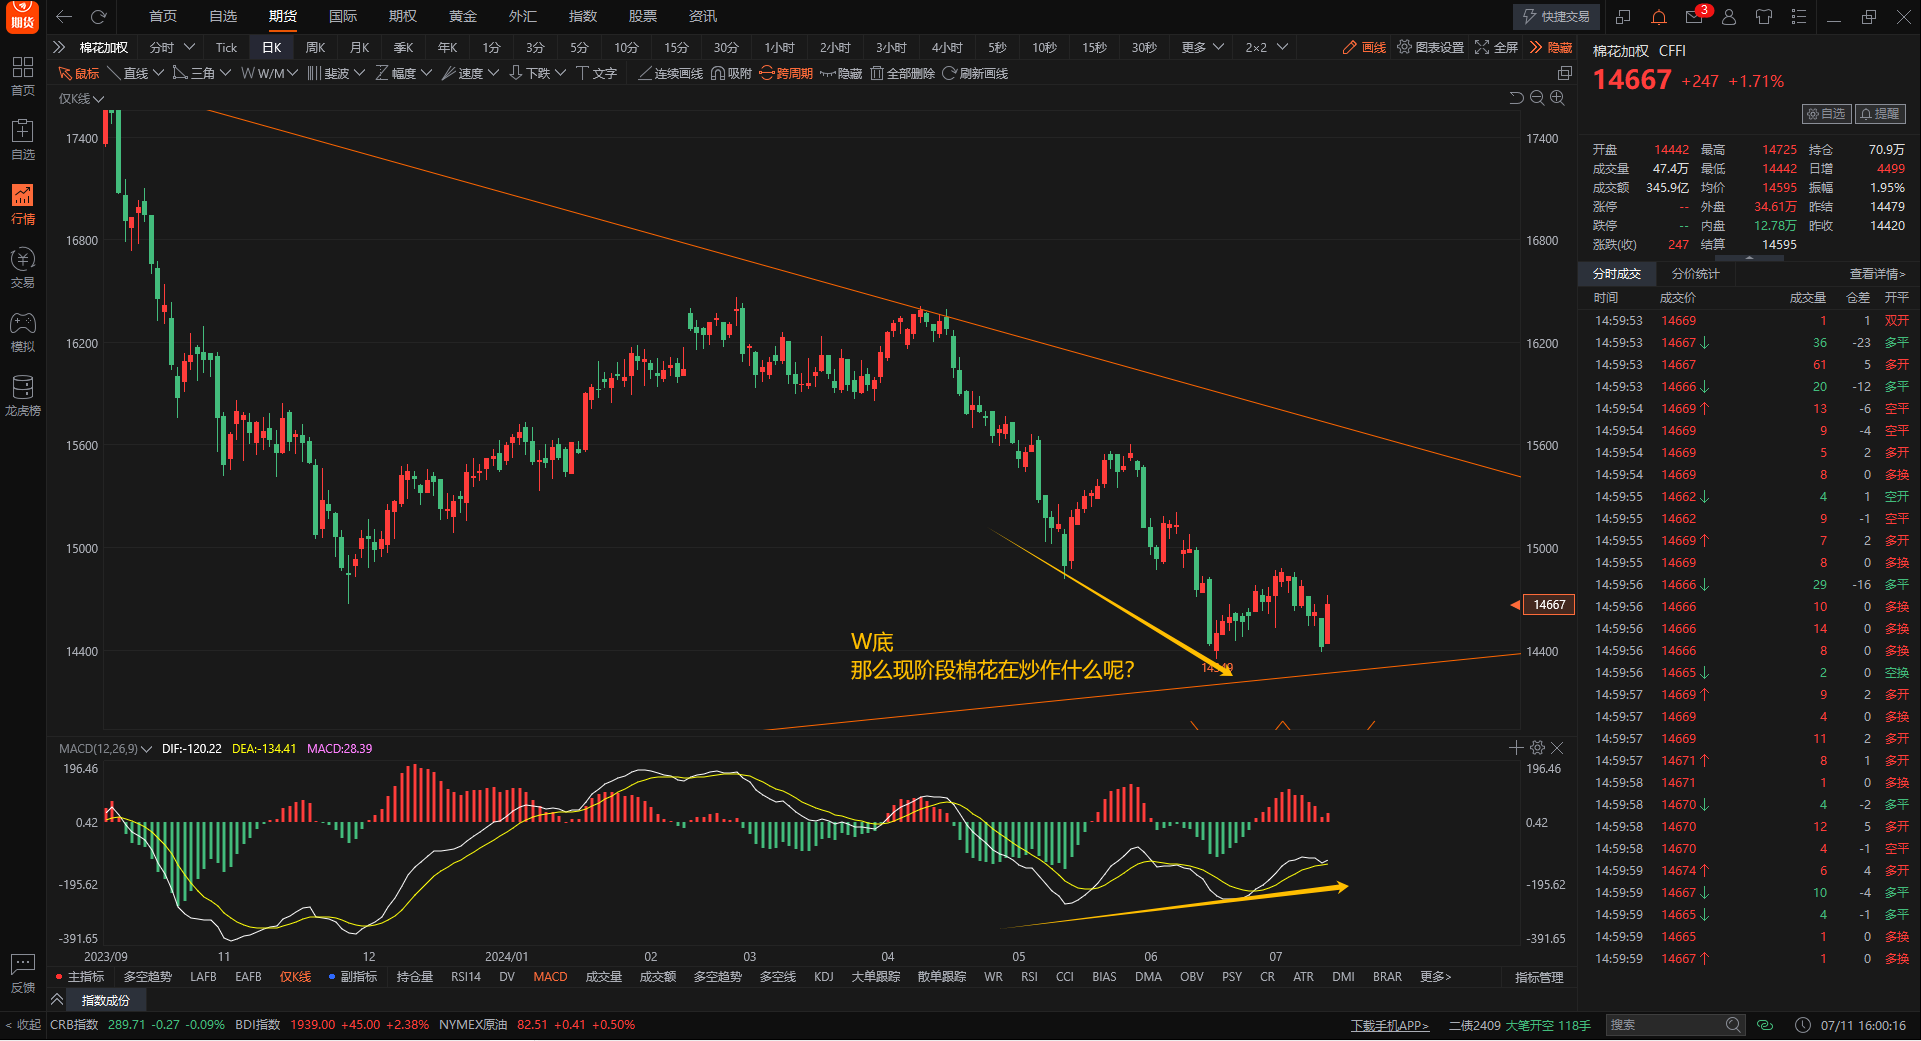 期货
首页 自选 期货 国际 期权 黄金 外汇 指数 股票 资讯
快捷交易 3
棉花加权 分时 Tick 日K 周K 月K 季K 年K 1分 3分 5分 10分 15分 30分 1小时 2小时 3小时 4小时 5秒 10秒 15秒 30秒 更多 2×2
画线 图表设置 全屏 隐藏
鼠标 直线 三角 W/M 斐波 幅度 速度 下跌 文字 连续画线 吸附 跨周期 隐藏 全部删除 刷新画线
首页
自选
行情
交易
模拟
龙虎榜
反馈
仅K线
17400 17400
16800 16800
16200 16200
15600 15600
15000 15000
14667
14400 14400
W底
那么现阶段棉花在炒作什么呢?
MACD(12,26,9) DIF:-120.22 DEA:-134.41 MACD:28.39
196.46 196.46
0.42 0.42
-195.62 -195.62
-391.65 -391.65
2023/09 11 12 2024/01 02 03 04 05 06 07
主指标 多空趋势 LAFB EAFB 仅K线 副指标 持仓量 RSI14 DV MACD 成交量 成交额 多空趋势 多空线 KDJ 大单跟踪 散单跟踪 WR RSI CCI BIAS DMA OBV PSY CR ATR DMI BRAR 更多> 指标管理
指数成份
棉花加权 CFFI
14667 +247 +1.71%
自选 提醒
开盘 14442 最高 14725 持仓 70.9万
成交量 47.4万 最低 14442 日增 4499
成交额 345.9亿 均价 14595 振幅 1.95%
涨停 -- 外盘 34.61万 昨结 14479
跌停 -- 内盘 12.78万 昨收 14420
涨跌(收) 247 结算 14595
分时成交 分价统计 查看详情>
时间 成交价 成交量 仓差 开平
14:59:53 14669 1 1 双开
14:59:53 14667↓ 36 -23 多平
14:59:53 14667 61 5 多开
14:59:53 14666↓ 20 -12 多平
14:59:54 14669↑ 13 -6 空平
14:59:54 14669 9 -4 空平
14:59:54 14669 5 2 多开
14:59:54 14669 8 0 多换
14:59:55 14662↓ 4 1 空开
14:59:55 14662 9 -1 空平
14:59:55 14669↑ 7 2 多开
14:59:55 14669 8 0 多换
14:59:56 14666↓ 29 -16 多平
14:59:56 14666 10 0 多换
14:59:56 14666 14 0 多换
14:59:56 14666 8 0 多换
14:59:56 14665↓ 2 0 空换
14:59:57 14669↑ 9 2 多开
14:59:57 14669 4 0 多换
14:59:57 14669 11 2 多开
14:59:57 14671↑ 8 1 多开
14:59:58 14671 1 0 多换
14:59:58 14670↓ 4 -2 多平
14:59:58 14670 12 5 多开
14:59:58 14670 4 -1 空平
14:59:59 14674↑ 6 4 多开
14:59:59 14667↓ 10 -4 多平
14:59:59 14665↓ 4 -1 多平
14:59:59 14665 1 0 多换
14:59:59 14667↑ 1 0 多换
< 收起 CRB指数 289.71 -0.27 -0.09% BDI指数 1939.00 +45.00 +2.38% NYMEX原油 82.51 +0.41 +0.50%
下载手机APP> 二债2409 大笔开空 118手 搜索 07/11 16:00:16